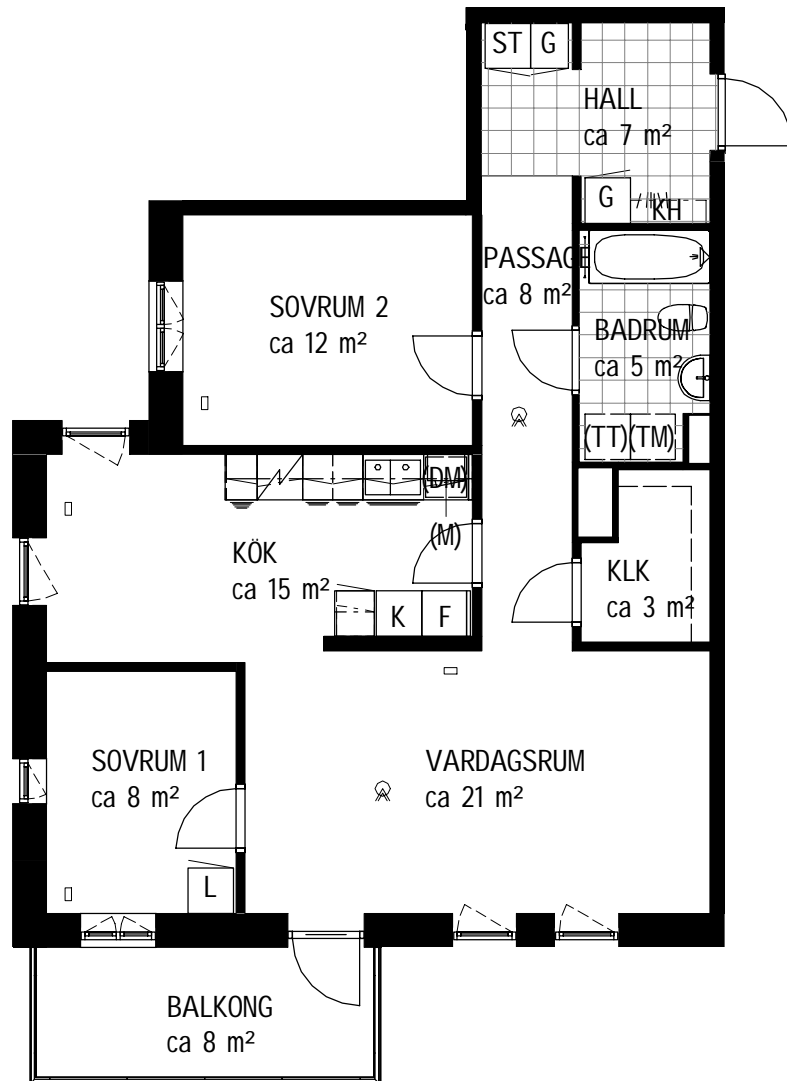 ST G
HALL
ca 7 m²
G
KH
PASSAGE
ca 8 m²
SOVRUM 2
ca 12 m²
BADRUM
ca 5 m²
(TT) (TM)
(DM)
(M)
KÖK
ca 15 m²
KLK
ca 3 m²
K F
SOVRUM 1
ca 8 m²
VARDAGSRUM
ca 21 m²
L
BALKONG
ca 8 m²